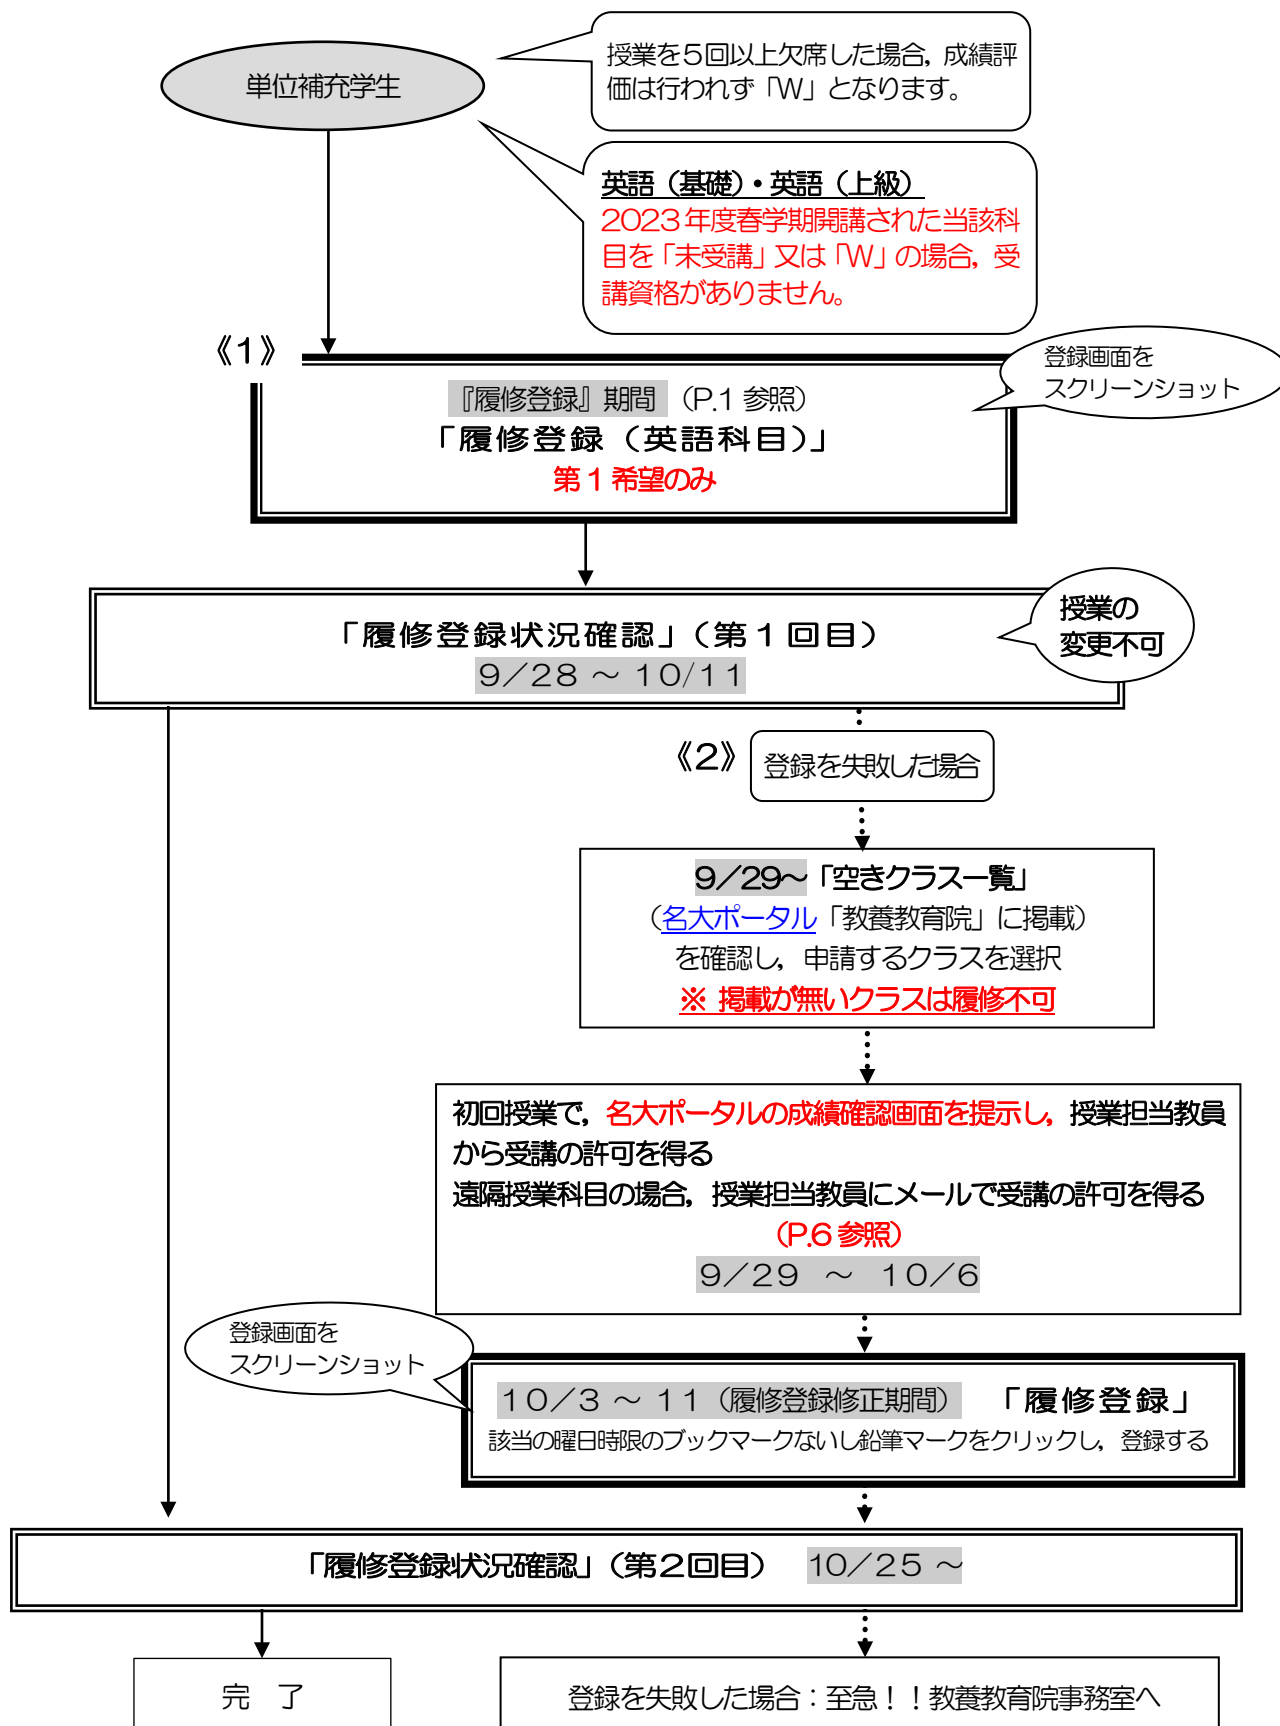 単位補充学生
授業を５回以上欠席した場合，成績評
価は行われず「W」となります。
英語（基礎）・英語（上級）
2023年度春学期開講された当該科
目を「未受講」又は「W」の場合，受
講資格がありません。
《1》
登録画面を
スクリーンショット
『履修登録』期間 （P.1 参照）
「履修登録（英語科目）」
第１希望のみ
「履修登録状況確認」（第１回目）
９／２８ ～ １０/１１
授業の
変更不可
《2》
登録を失敗した場合
9／29～「空きクラス一覧」
（名大ポータル「教養教育院」に掲載）
を確認し，申請するクラスを選択
※ 掲載が無いクラスは履修不可
初回授業で，名大ポータルの成績確認画面を提示し，授業担当教員
から受講の許可を得る
遠隔授業科目の場合，授業担当教員にメールで受講の許可を得る
（P.6 参照）
９／２９ ～ １０／６
登録画面を
スクリーンショット
１０／３ ～ １１（履修登録修正期間） 「履修登録」
該当の曜日時限のブックマークないし鉛筆マークをクリックし，登録する
「履修登録状況確認」（第２回目） 10／25 ～
完 了
登録を失敗した場合：至急！！教養教育院事務室へ